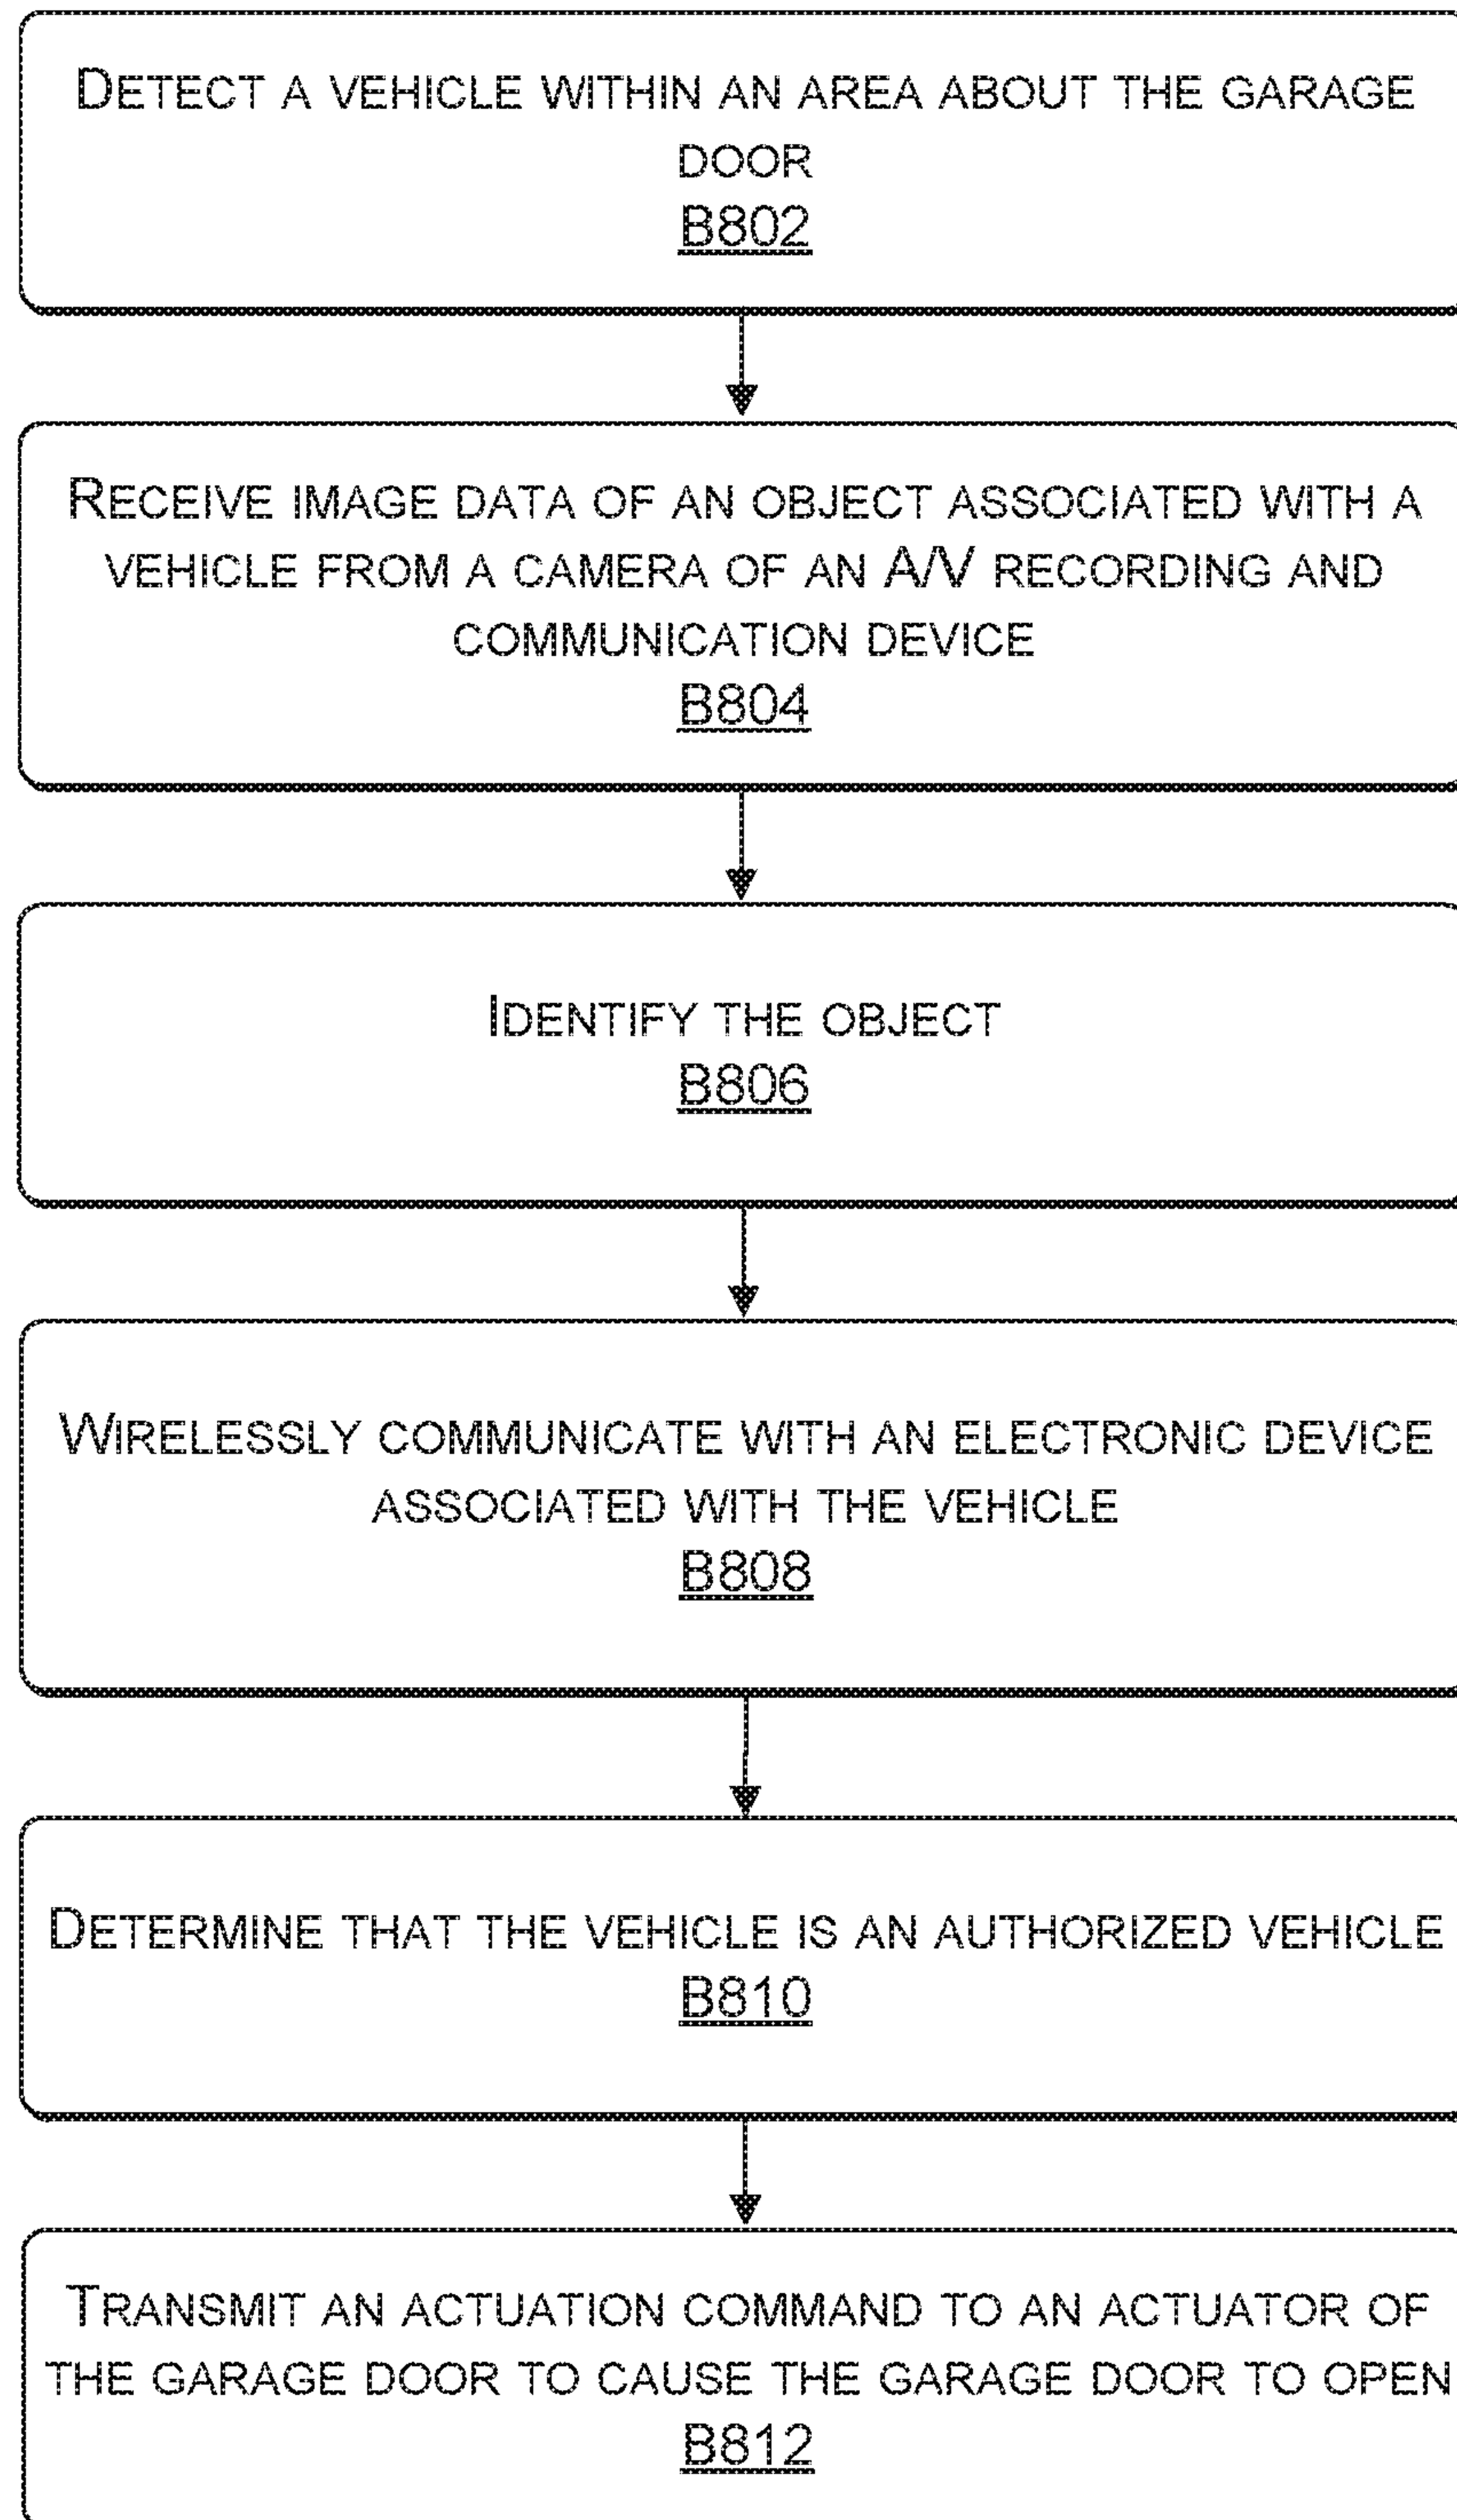 DETECT A VEHICLE WITHIN AN AREA ABOUT THE GARAGE
DOOR
B802
RECEIVE IMAGE DATA OF AN OBJECT ASSOCIATED WITH A
VEHICLE FROM A CAMERA OF AN A/V RECORDING AND
COMMUNICATION DEVICE
B804
IDENTIFY THE OBJECT
B806
WIRELESSLY COMMUNICATE WITH AN ELECTRONIC DEVICE
ASSOCIATED WITH THE VEHICLE
B808
DETERMINE THAT THE VEHICLE IS AN AUTHORIZED VEHICLE
B810
TRANSMIT AN ACTUATION COMMAND TO AN ACTUATOR OF
THE GARAGE DOOR TO CAUSE THE GARAGE DOOR TO OPEN
B812